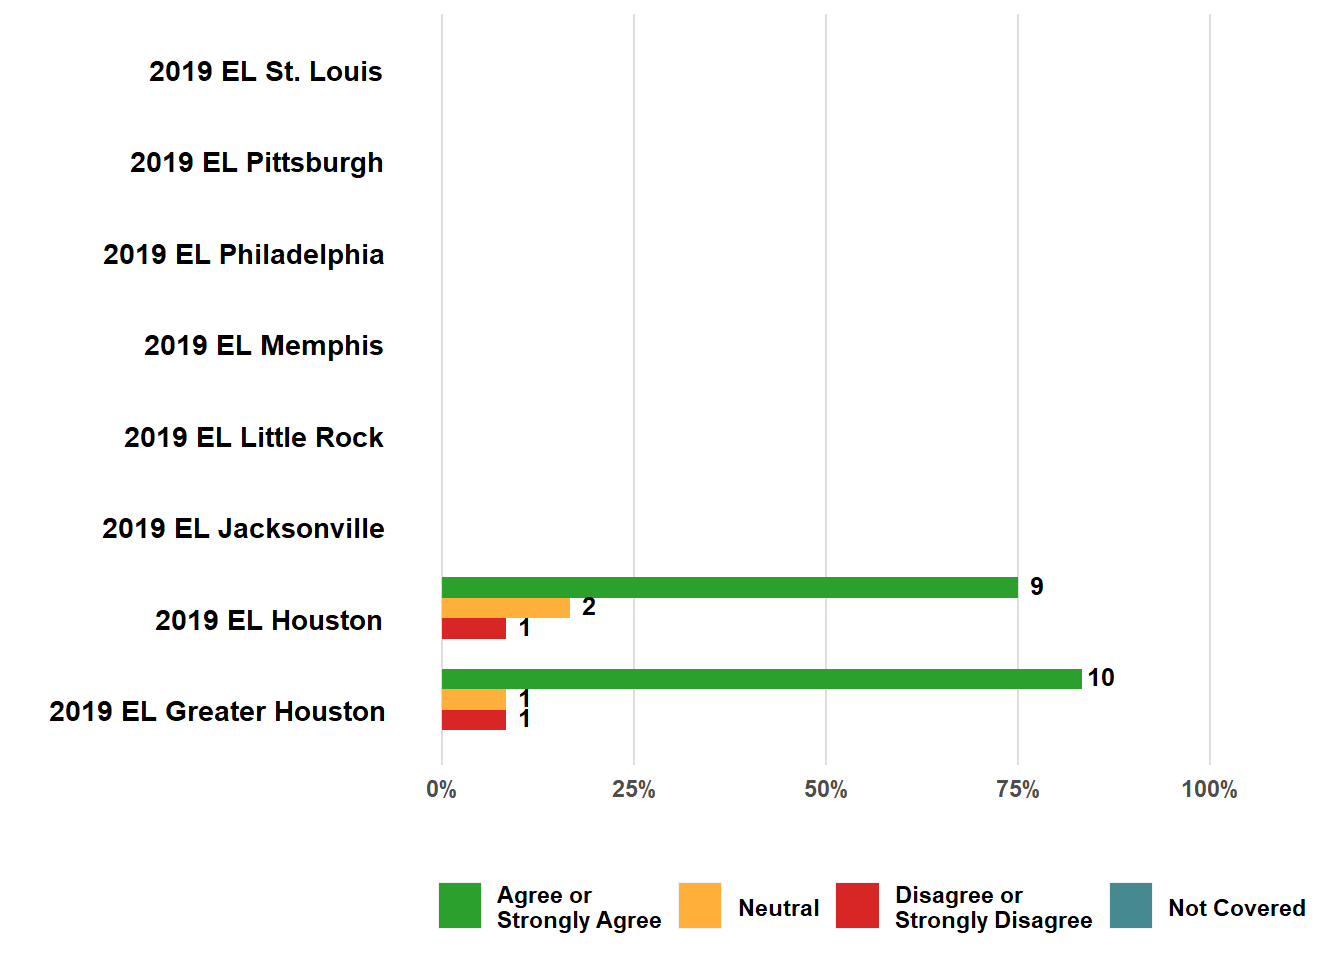 2019 EL St. Louis
2019 EL Pittsburgh
2019 EL Philadelphia
2019 EL Memphis
2019 EL Little Rock
2019 EL Jacksonville
9
2019 EL Houston
2
1
10
2019 EL Greater Houston
1
1
0%
25%
50%
75%
100%
Agree or
Strongly Agree
Neutral
Disagree or
Strongly Disagree
Not Covered